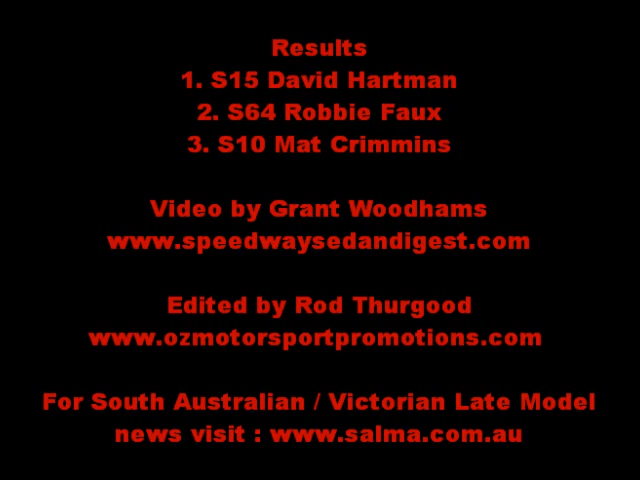 Results
1. S15 David Hartman
2. S64 Robbie Faux
3. S10 Mat Crimmins
Video by Grant Woodhams
www.speedwaysedandigest.com
Edited by Rod Thurgood
www.ozmotorsportpromotions.com
For South Australian / Victorian Late Model
news visit : www.salma.com.au